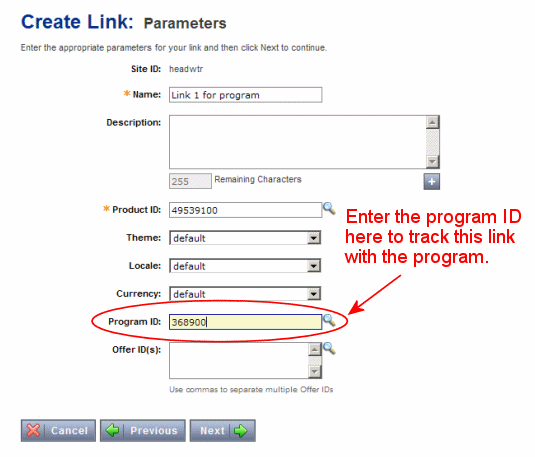 Create Link: Parameters
Enter the appropriate parameters for your link and then click Next to continue.
Site ID: headwtr
*Name: Link 1 for program
Description:
255 Remaining Characters
+
*Product ID: 49539100
Enter the program ID
here to track this link
with the program.
Theme: default
Locale: default
Currency: default
Program ID: 368900
Offer ID(s):
Use commas to separate multiple Offer IDs
Cancel Previous Next